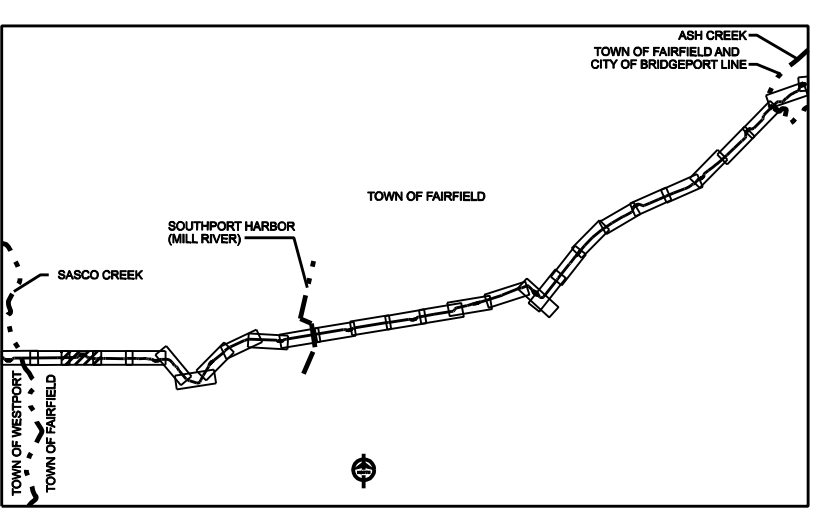 ASH CREEK
TOWN OF FAIRFIELD AND
CITY OF BRIDGEPORT LINE
TOWN OF FAIRFIELD
SOUTHPORT HARBOR
(MILL RIVER)
SASCO CREEK
TOWN OF WESTPORT
TOWN OF FAIRFIELD